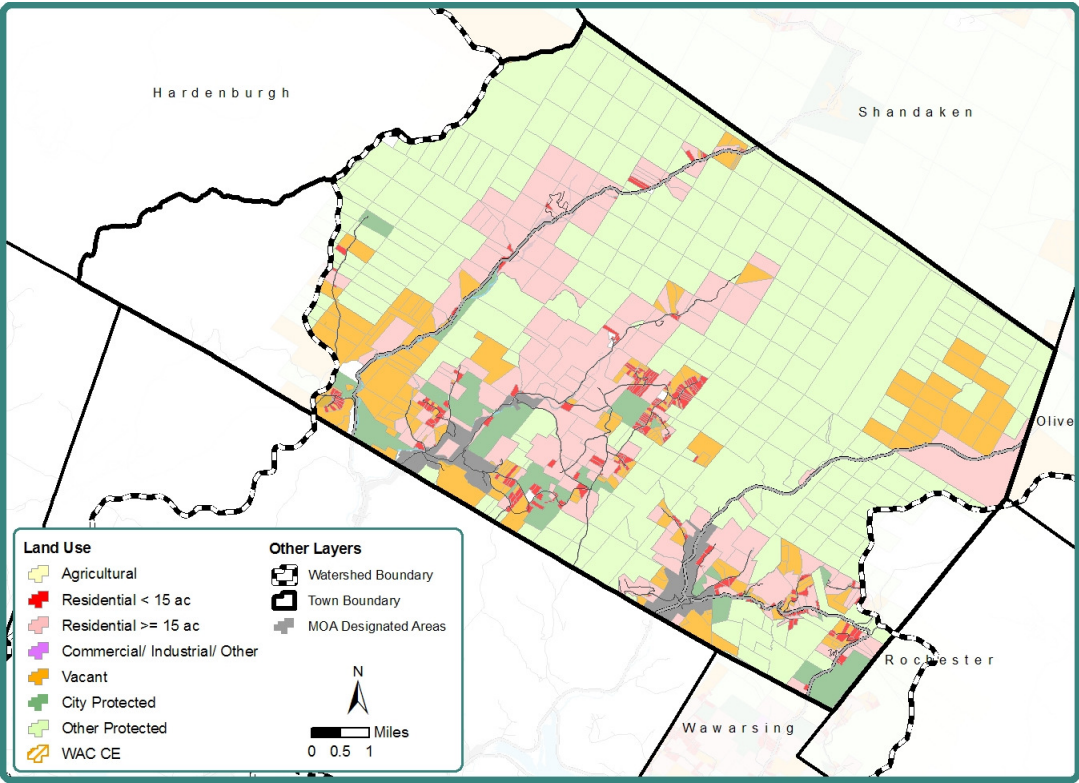 Hardenburgh
Shandaken
Olive
Rochester
Wawarsing
Land Use
Agricultural
Residential < 15 ac
Residential >= 15 ac
Commercial/ Industrial/ Other
Vacant
City Protected
Other Protected
WAC CE
Other Layers
Watershed Boundary
Town Boundary
MOA Designated Areas
N
Miles
0 0.5 1